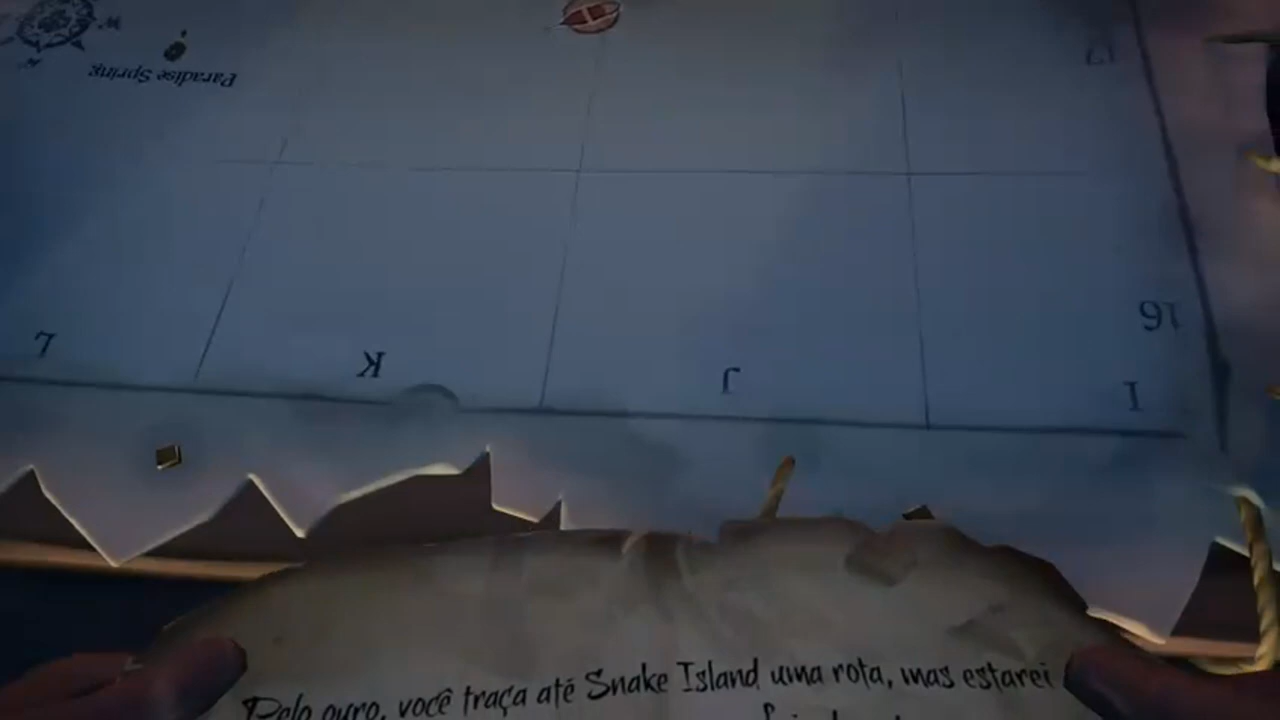 Paradise Spring
17
16
L
K
J
I
Pelo ouro, você traça até Snake Island uma rota, mas estarei